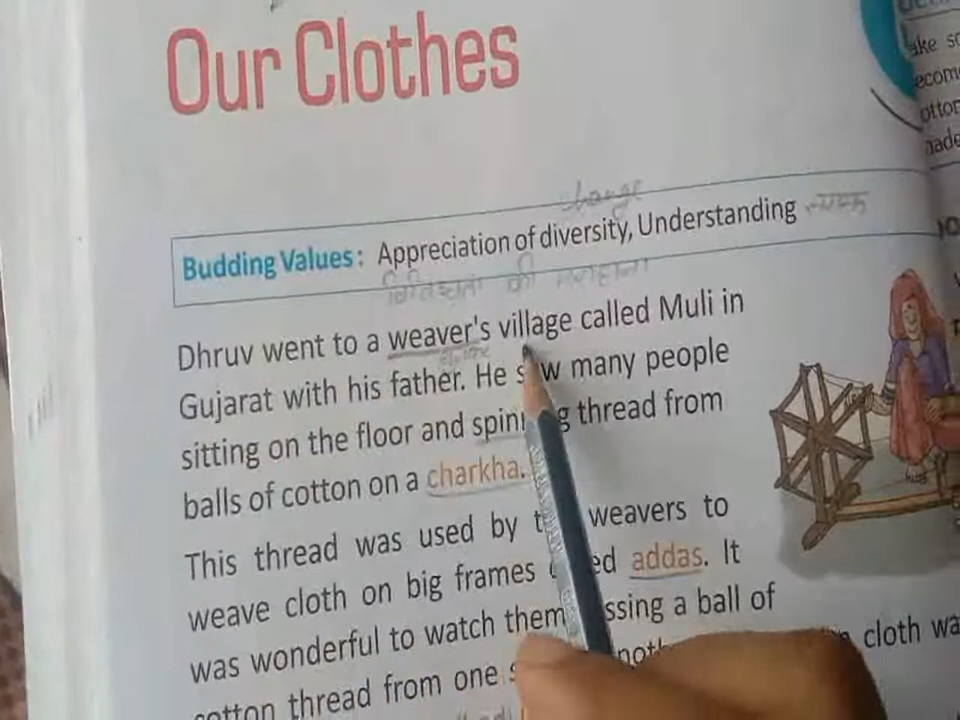 Our Clothes
change
Budding Values: Appreciation of diversity, Understanding
विविधता की सराहना
Dhruv went to a weaver's village called Muli in
Gujarat with his father. He saw many people
sitting on the floor and spinning thread from
balls of cotton on a charkha.
This thread was used by the weavers to
weave cloth on big frames called addas. It
was wonderful to watch them passing a ball of
cotton thread from one cloth